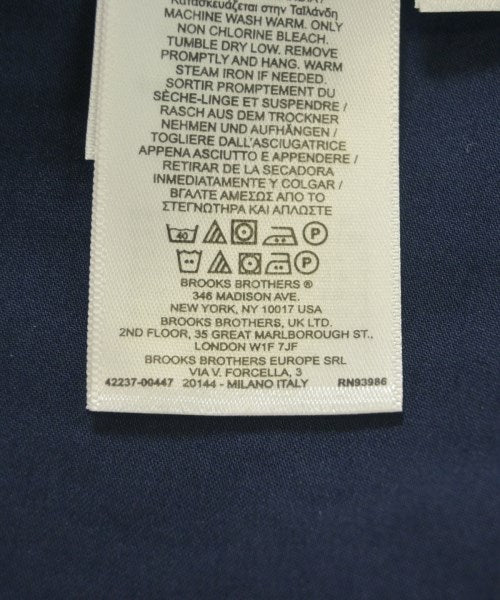 Κατασκευάζεται στην Ταϊλάνδη
MACHINE WASH WARM. ONLY
NON CHLORINE BLEACH.
TUMBLE DRY LOW. REMOVE
PROMPTLY AND HANG. WARM
STEAM IRON IF NEEDED.
SORTIR PROMPTEMENT DU
SÈCHE-LINGE ET SUSPENDRE /
RASCH AUS DEM TROCKNER
NEHMEN UND AUFHÄNGEN /
TOGLIERE DALL'ASCIUGATRICE
APPENA ASCIUTTO E APPENDERE /
RETIRAR DE LA SECADORA
INMEDIATAMENTE Y COLGAR /
ΒΓΑΛΤΕ ΑΜΕΣΩΣ ΑΠΟ ΤΟ
ΣΤΕΓΝΩΤΗΡΑ ΚΑΙ ΑΠΛΩΣΤΕ
40 P
P
BROOKS BROTHERS ®
346 MADISON AVE.
NEW YORK, NY 10017 USA
BROOKS BROTHERS, UK LTD.
2ND FLOOR, 35 GREAT MARLBOROUGH ST.,
LONDON W1F 7JF
BROOKS BROTHERS EUROPE SRL
VIA V. FORCELLA, 3
42237-00447 20144 - MILANO ITALY RN93986